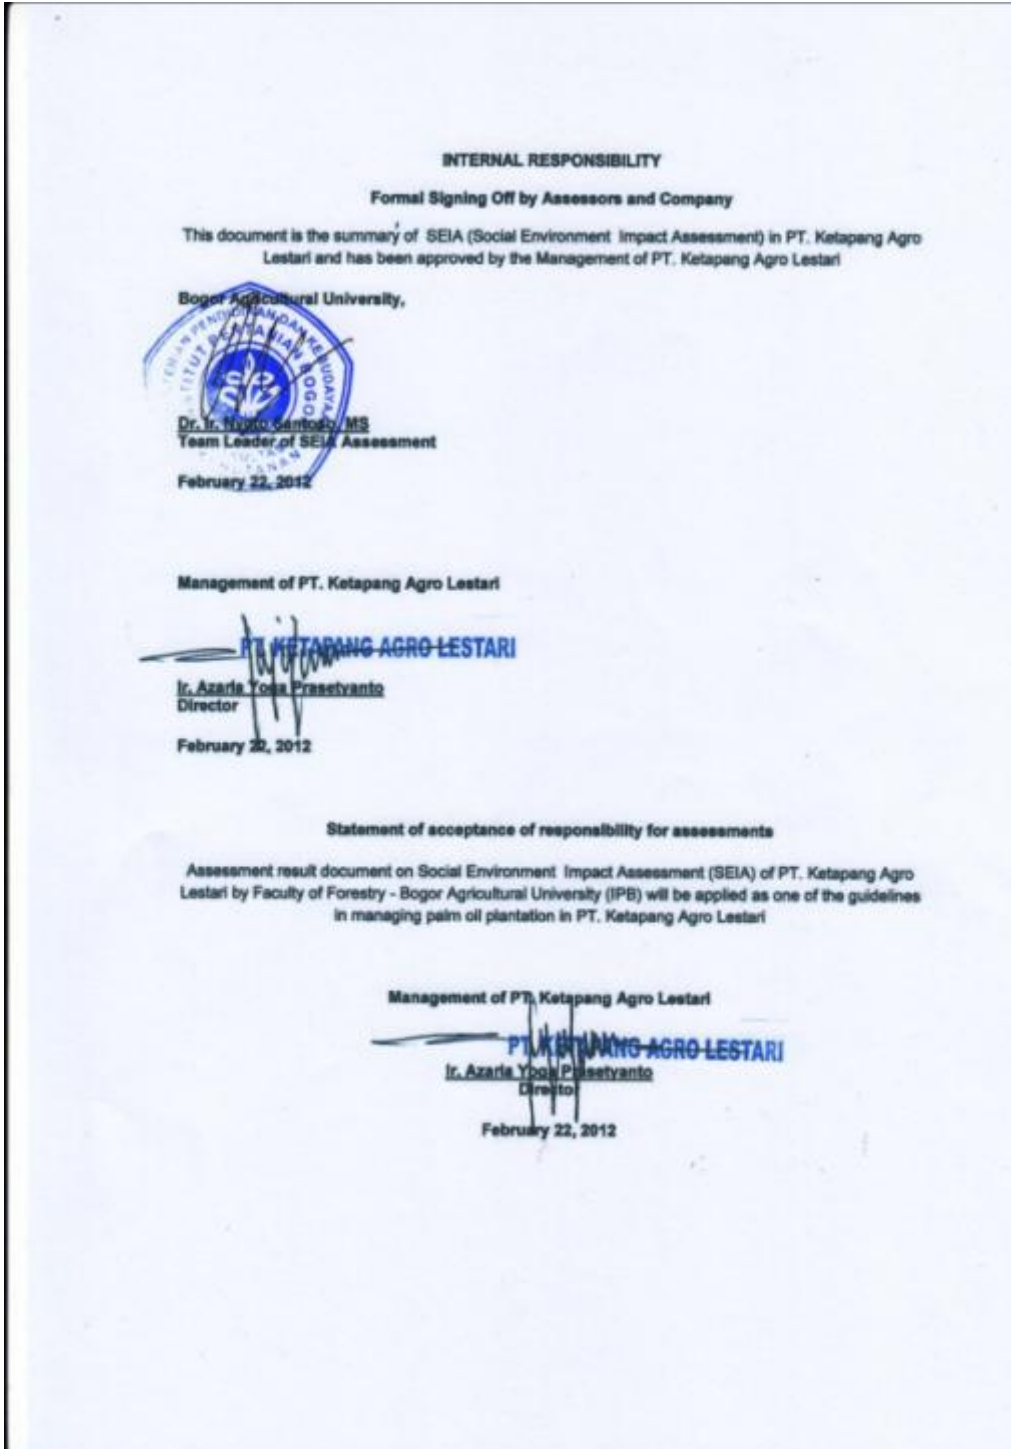 INTERNAL RESPONSIBILITY
Formal Signing Off by Assessors and Company
This document is the summary of SEIA (Social Environment Impact Assessment) in PT. Ketapang Agro
Lestari and has been approved by the Management of PT. Ketapang Agro Lestari
Bogor Agricultural University,
INSTITUT PERTANIAN BOGOR
Dr. Ir. Nyoto Santoso, MS
Team Leader of SEIA Assessment
February 22, 2012
Management of PT. Ketapang Agro Lestari
PT. KETAPANG AGRO LESTARI
Ir. Azaria Yoga Prasetyanto
Director
February 22, 2012
Statement of acceptance of responsibility for assessments
Assessment result document on Social Environment Impact Assessment (SEIA) of PT. Ketapang Agro
Lestari by Faculty of Forestry - Bogor Agricultural University (IPB) will be applied as one of the guidelines
in managing palm oil plantation in PT. Ketapang Agro Lestari
Management of PT. Ketapang Agro Lestari
PT. KETAPANG AGRO LESTARI
Ir. Azaria Yoga Prasetyanto
Director
February 22, 2012